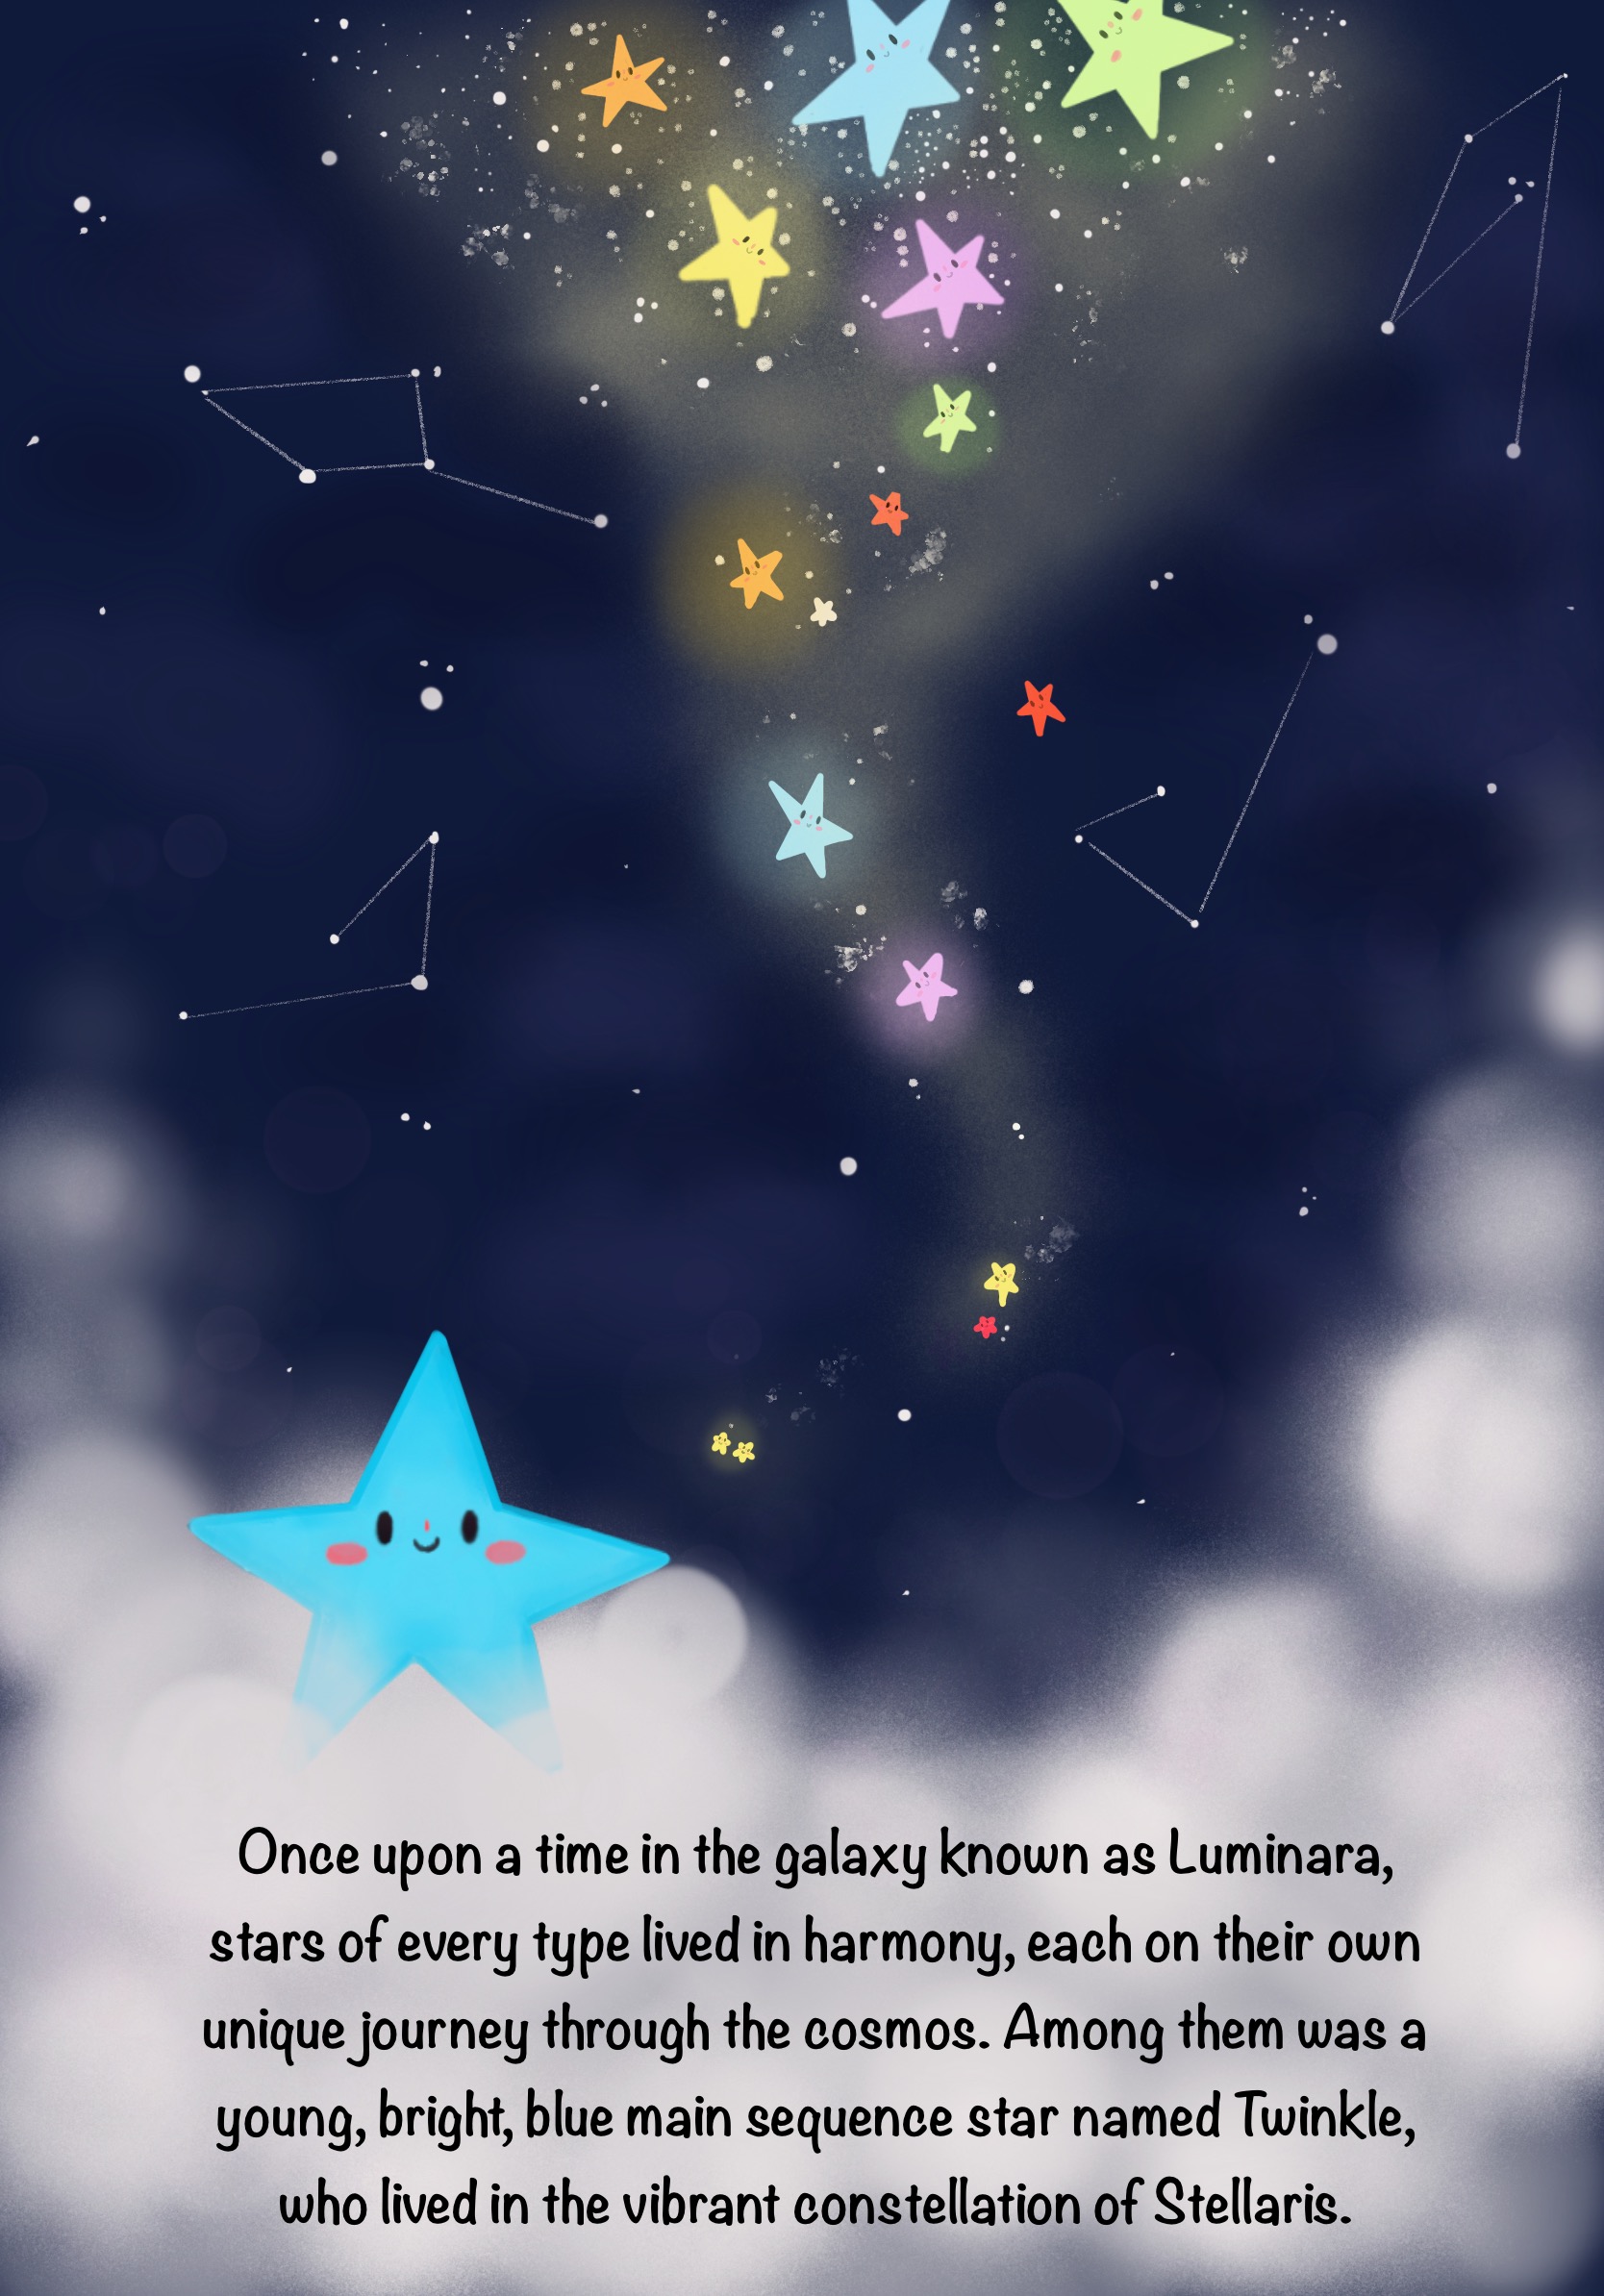 Once upon a time in the galaxy known as Luminara,
stars of every type lived in harmony, each on their own
unique journey through the cosmos. Among them was a
young, bright, blue main sequence star named Twinkle,
who lived in the vibrant constellation of Stellaris.